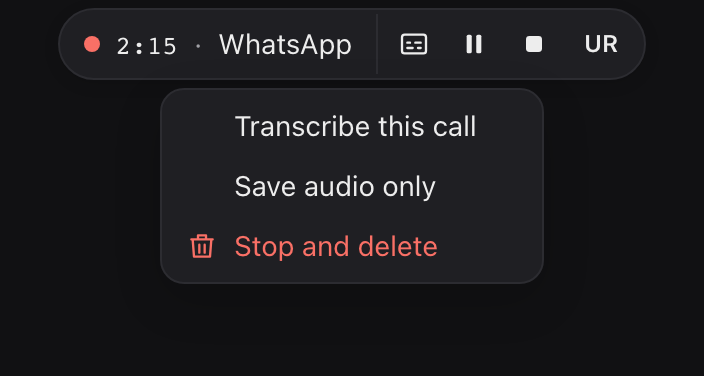 2:15 · WhatsApp UR
Transcribe this call
Save audio only
Stop and delete